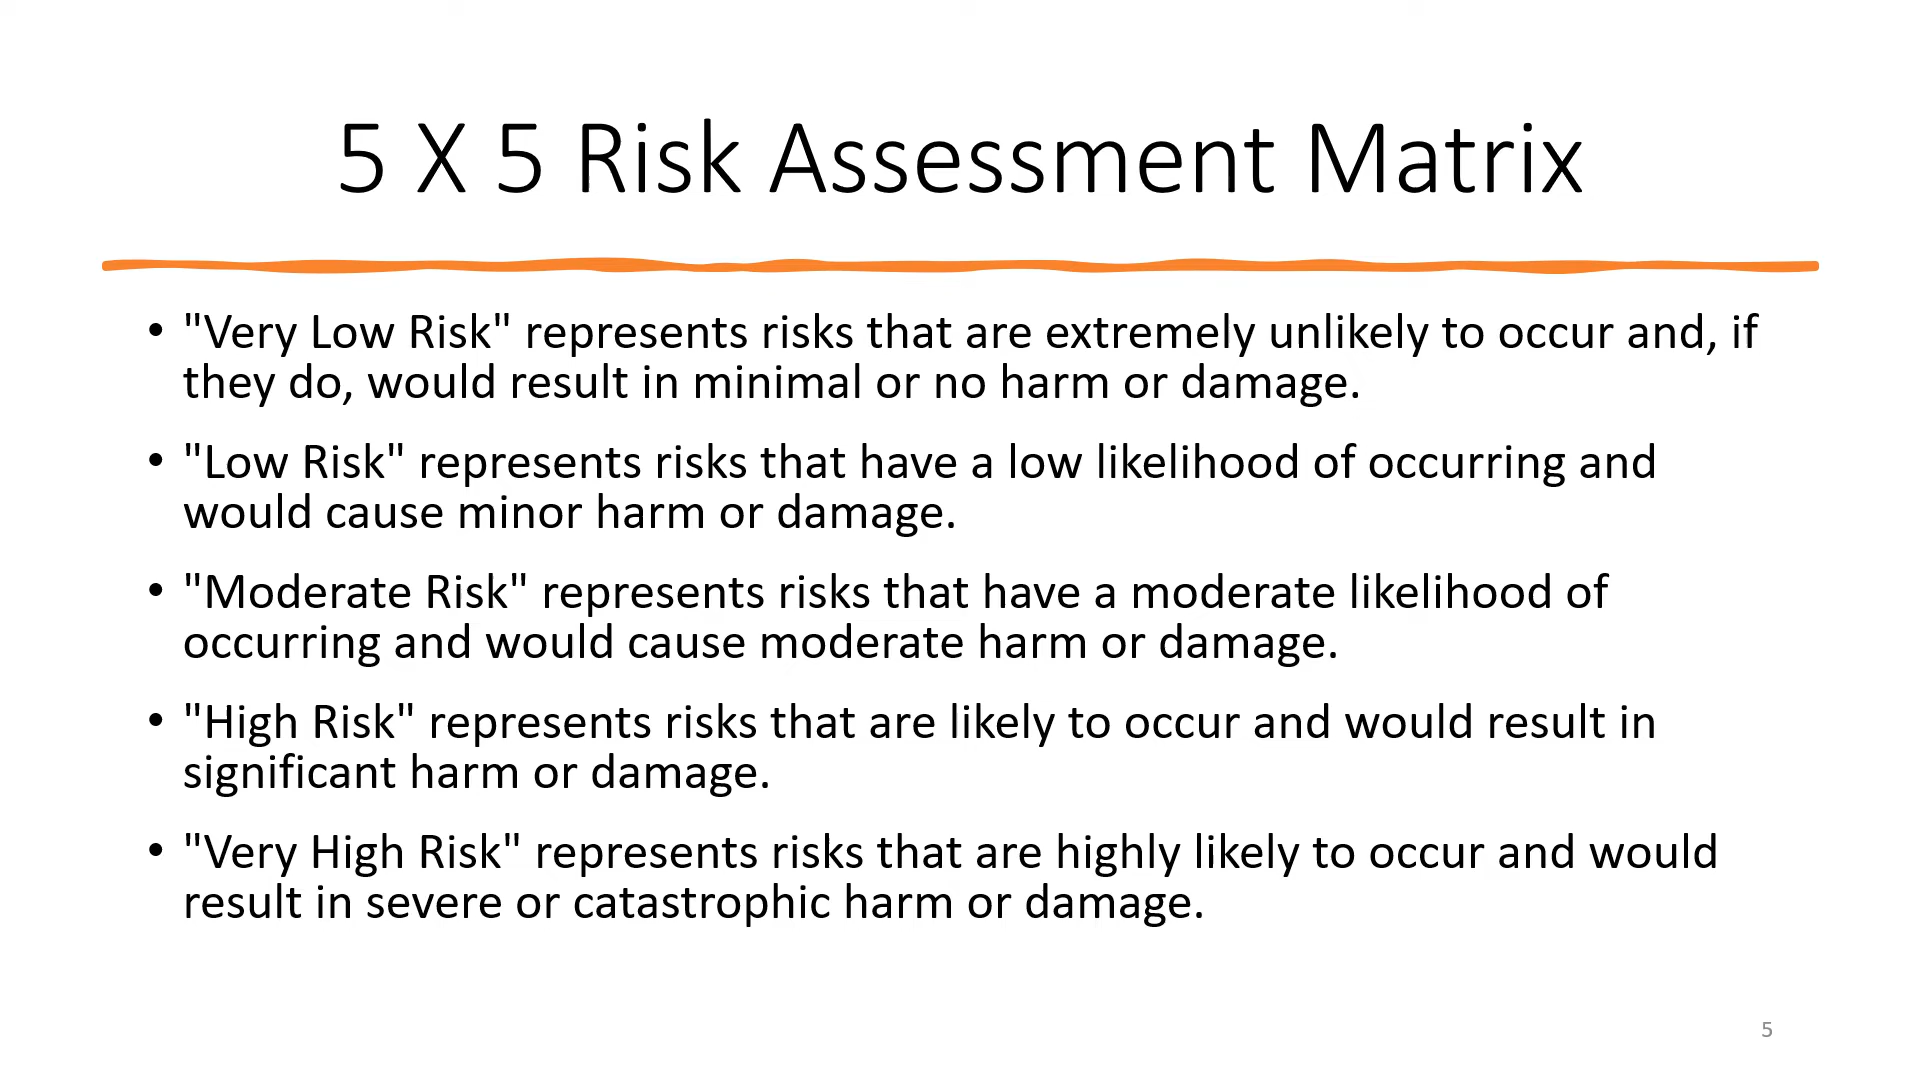 5 X 5 Risk Assessment Matrix
• "Very Low Risk" represents risks that are extremely unlikely to occur and, if
they do, would result in minimal or no harm or damage.
• "Low Risk" represents risks that have a low likelihood of occurring and
would cause minor harm or damage.
• "Moderate Risk" represents risks that have a moderate likelihood of
occurring and would cause moderate harm or damage.
• "High Risk" represents risks that are likely to occur and would result in
significant harm or damage.
• "Very High Risk" represents risks that are highly likely to occur and would
result in severe or catastrophic harm or damage.
5